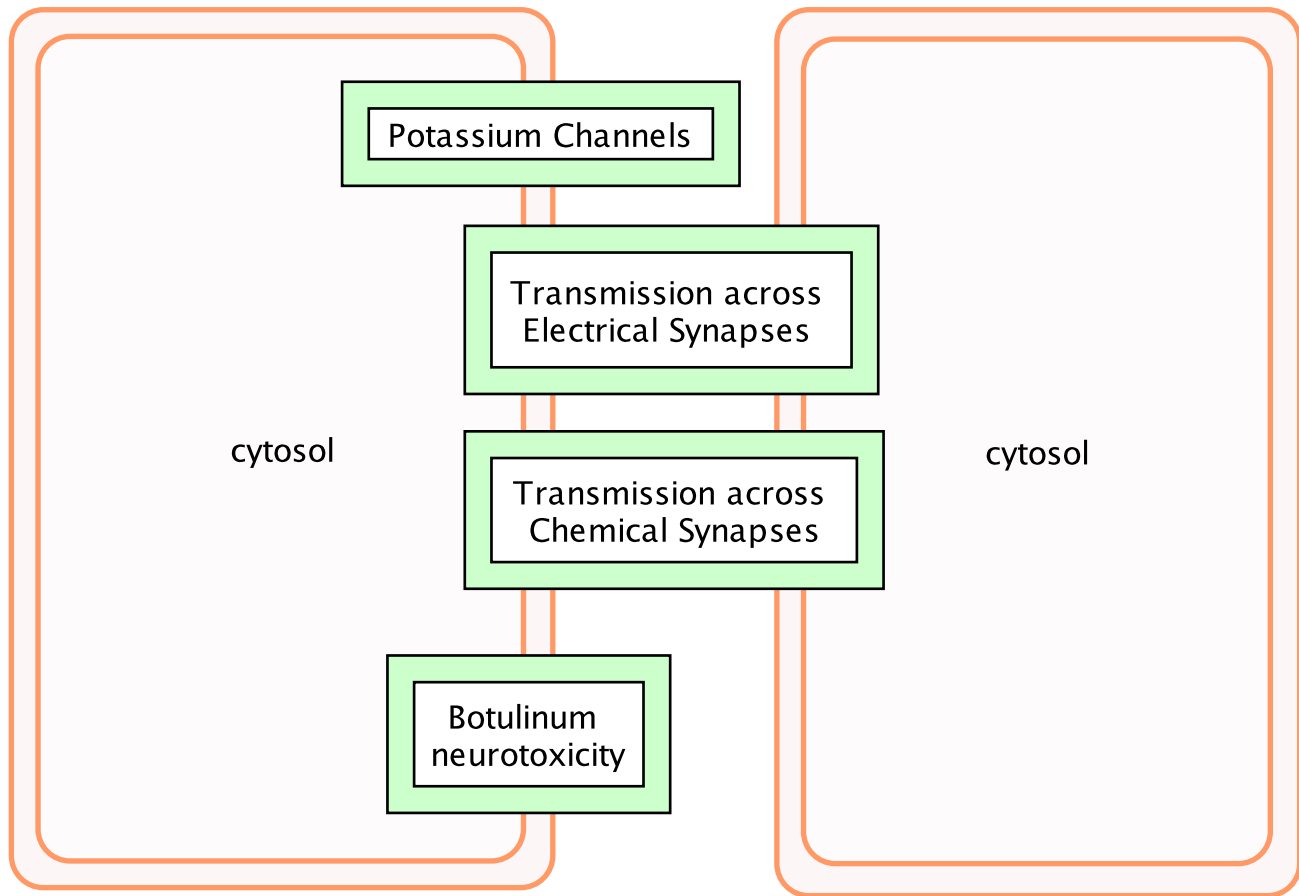 Potassium Channels
Transmission across
Electrical Synapses
cytosol
cytosol
Transmission across
Chemical Synapses
Botulinum
neurotoxicity